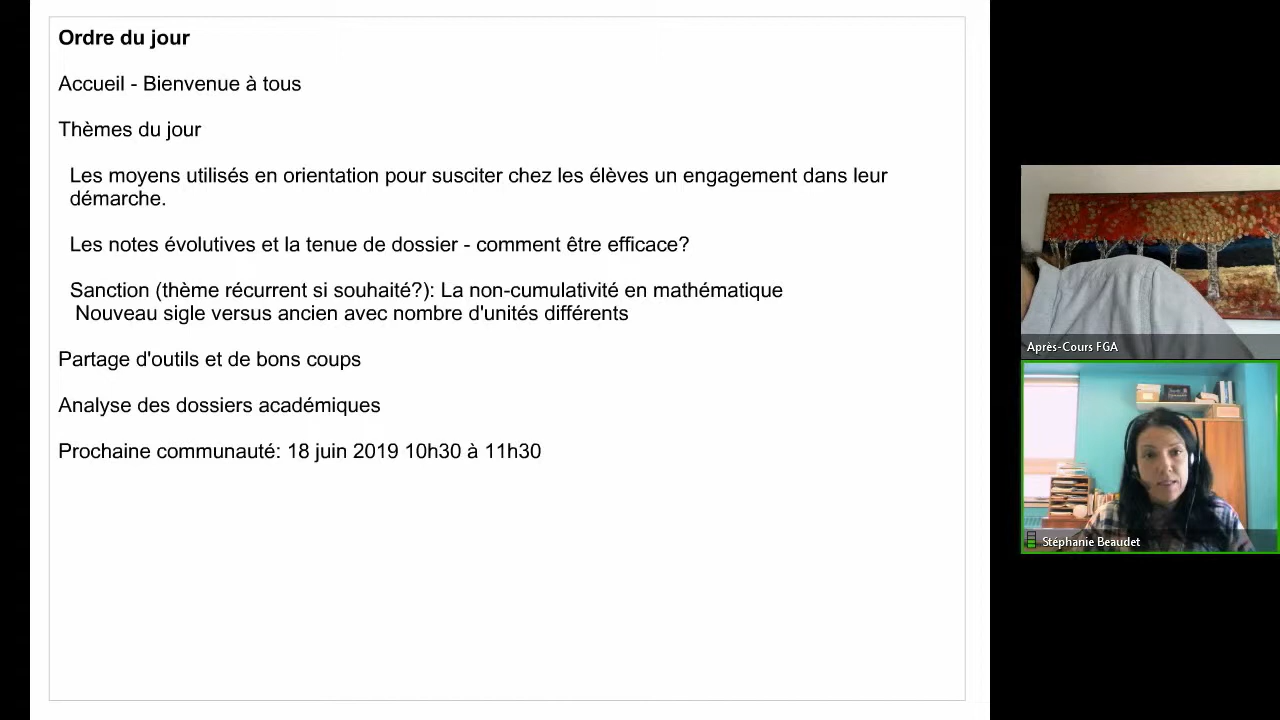 Ordre du jour
Accueil - Bienvenue à tous
Thèmes du jour
Les moyens utilisés en orientation pour susciter chez les élèves un engagement dans leur
démarche.
Les notes évolutives et la tenue de dossier - comment être efficace?
Sanction (thème récurrent si souhaité?): La non-cumulativité en mathématique
Nouveau sigle versus ancien avec nombre d'unités différents
Partage d'outils et de bons coups
Analyse des dossiers académiques
Prochaine communauté: 18 juin 2019 10h30 à 11h30
Après-Cours FGA
Stéphanie Beaudet